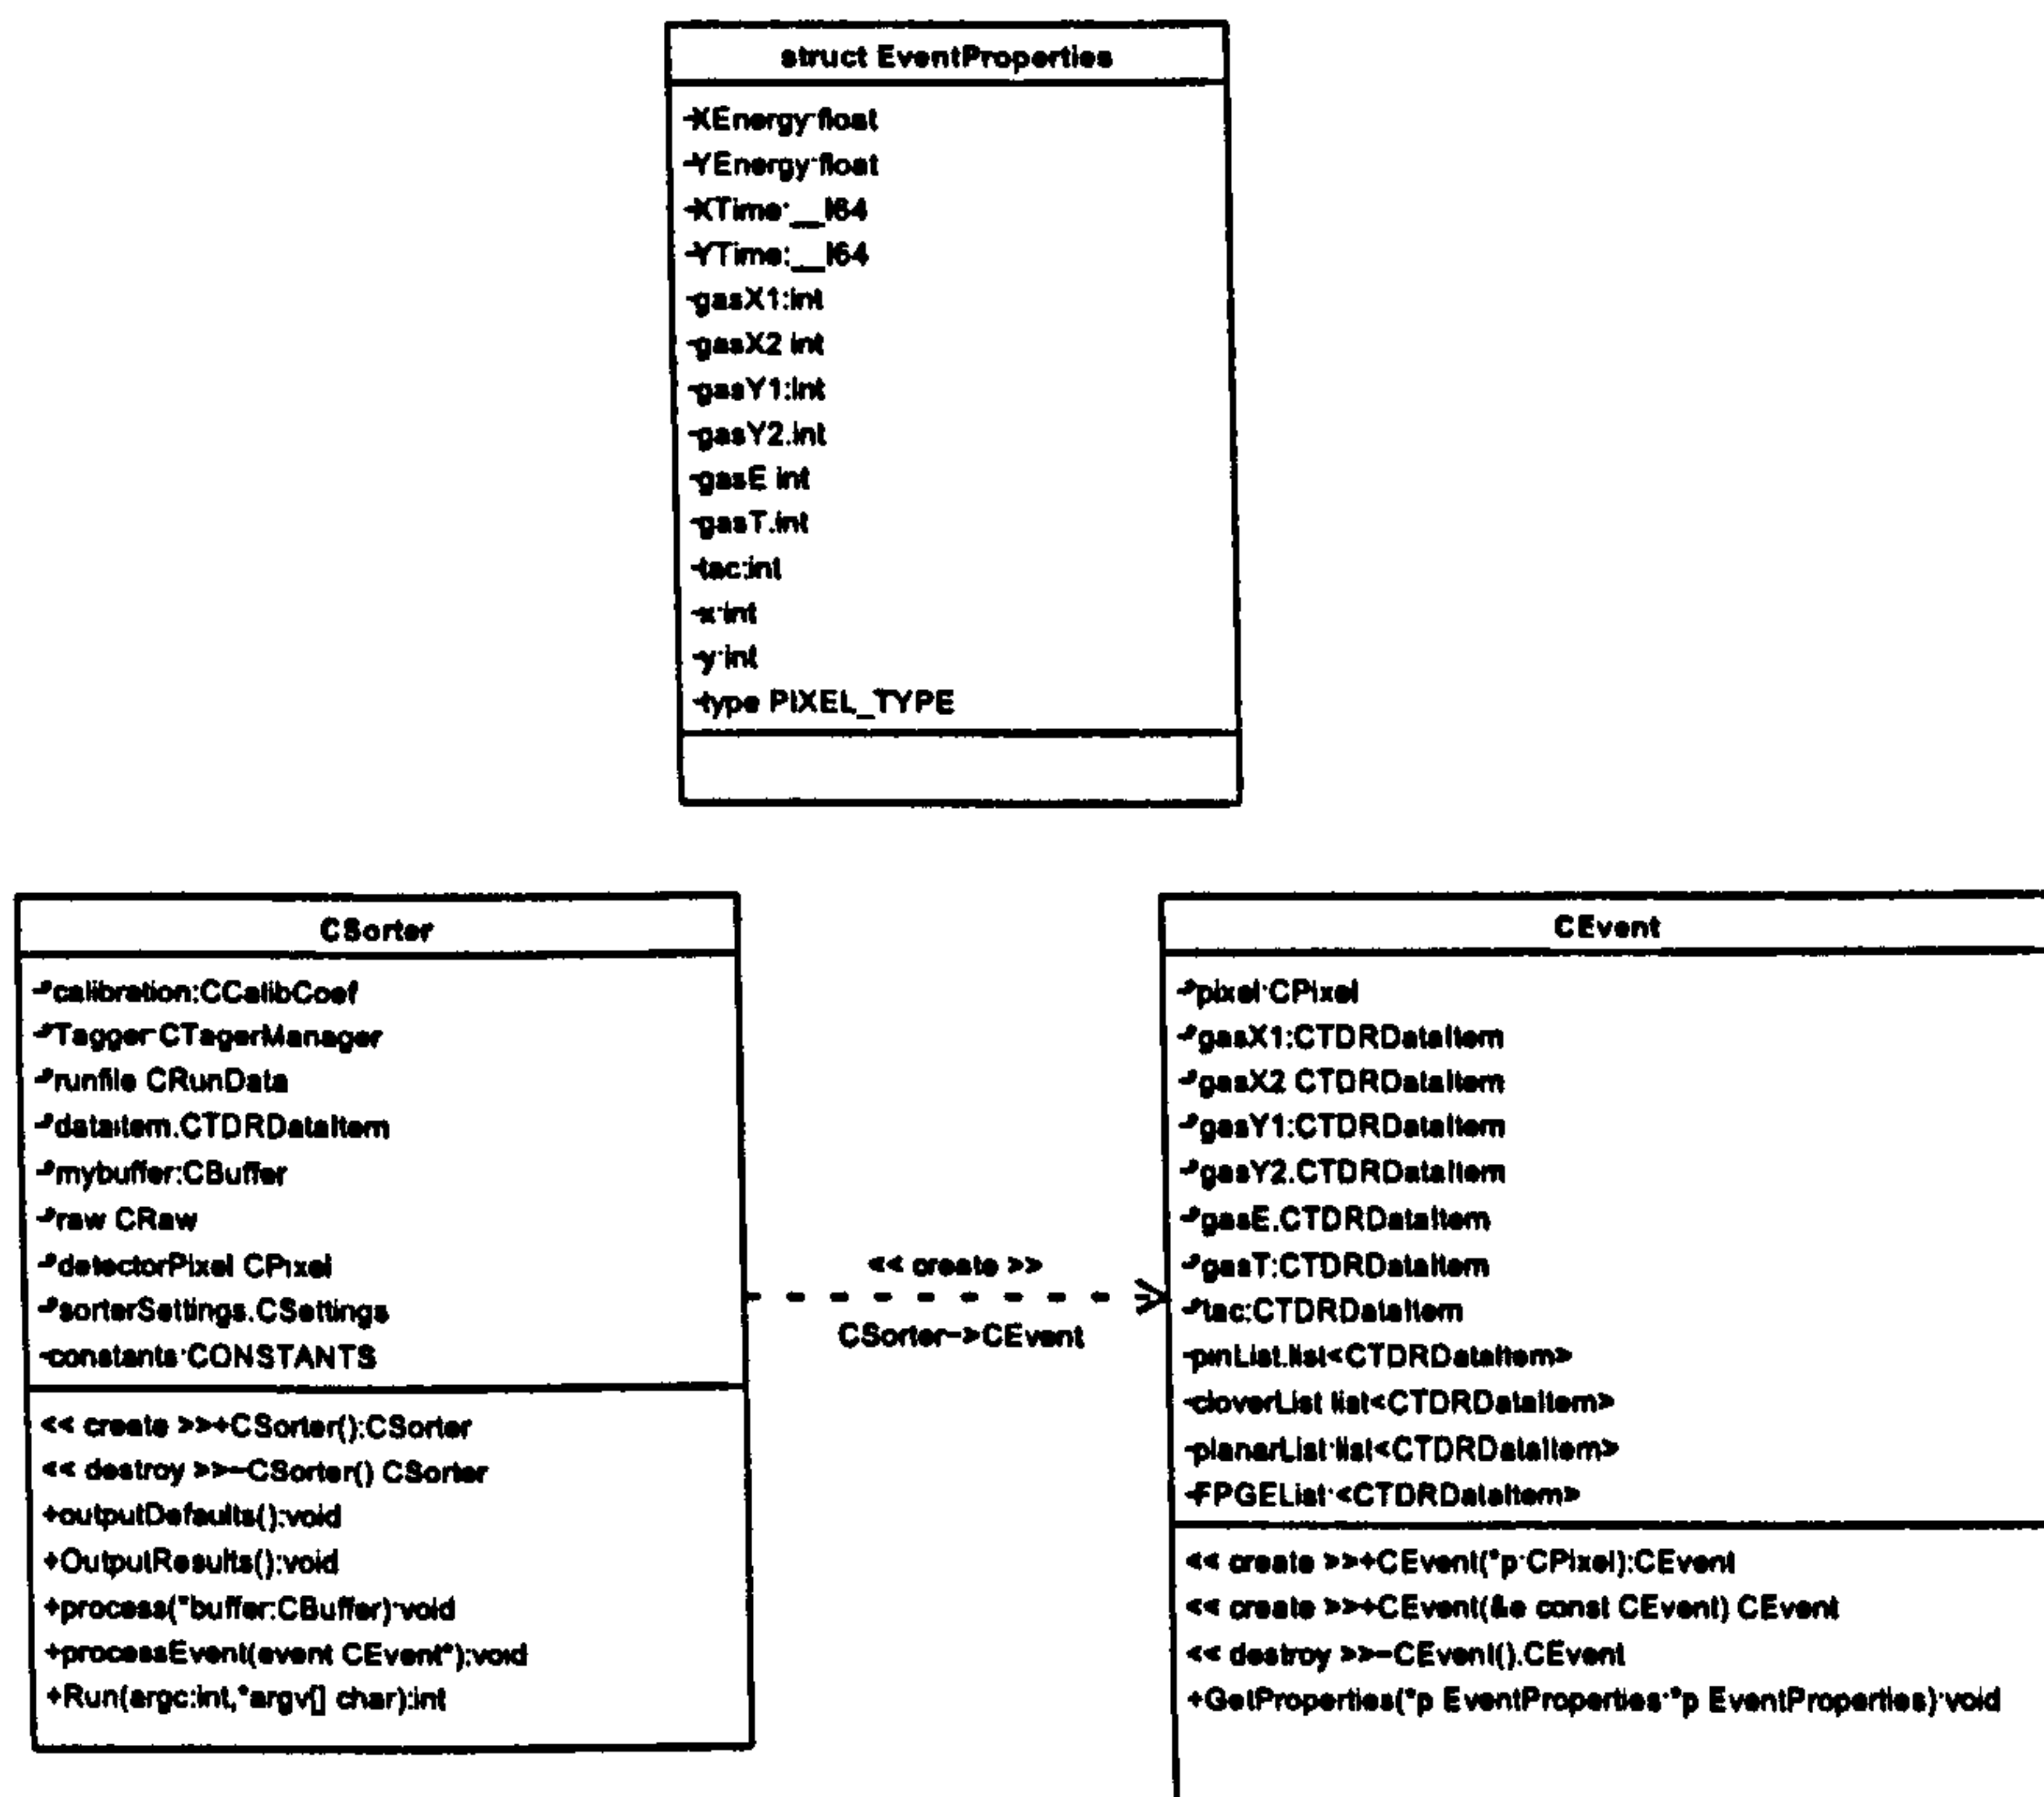 struct EventProperties
-XEnergy:float
-YEnergy:float
-XTime:__I64
-YTime:__I64
-gasX1:int
-gasX2 int
-gasY1:int
-gasY2.int
-gasE int
-gasT.int
-tac:int
-x:int
-y:int
-type PIXEL_TYPE
CSorter
-*calibration:CCalibCoef
-*Tagger CTagerManager
-*runfile CRunData
-*dataitem.CTDRDataItem
-*mybuffer:CBuffer
-*raw CRaw
-*detectorPixel CPixel
-*sorterSettings.CSettings
-constants:CONSTANTS
<< create >>+CSorter():CSorter
<< destroy >>~CSorter() CSorter
+outputDefaults():void
+OutputResults():void
+process(*buffer:CBuffer):void
+processEvent(event CEvent*):void
+Run(argc:int,*argv[] char):int
<< create >>
CSorter->CEvent
CEvent
-*pixel:CPixel
-*gasX1:CTDRDataItem
-*gasX2 CTDRDataItem
-*gasY1:CTDRDataItem
-*gasY2.CTDRDataItem
-*gasE.CTDRDataItem
-*gasT:CTDRDataItem
-*tac:CTDRDataItem
-pinList.list<CTDRDataItem>
-cloverList list<CTDRDataItem>
-planarList:list<CTDRDataItem>
-FPGEList:<CTDRDataItem>
<< create >>+CEvent(*p:CPixel):CEvent
<< create >>+CEvent(&e const CEvent) CEvent
<< destroy >>~CEvent().CEvent
+GetProperties(*p EventProperties:*p EventProperties):void